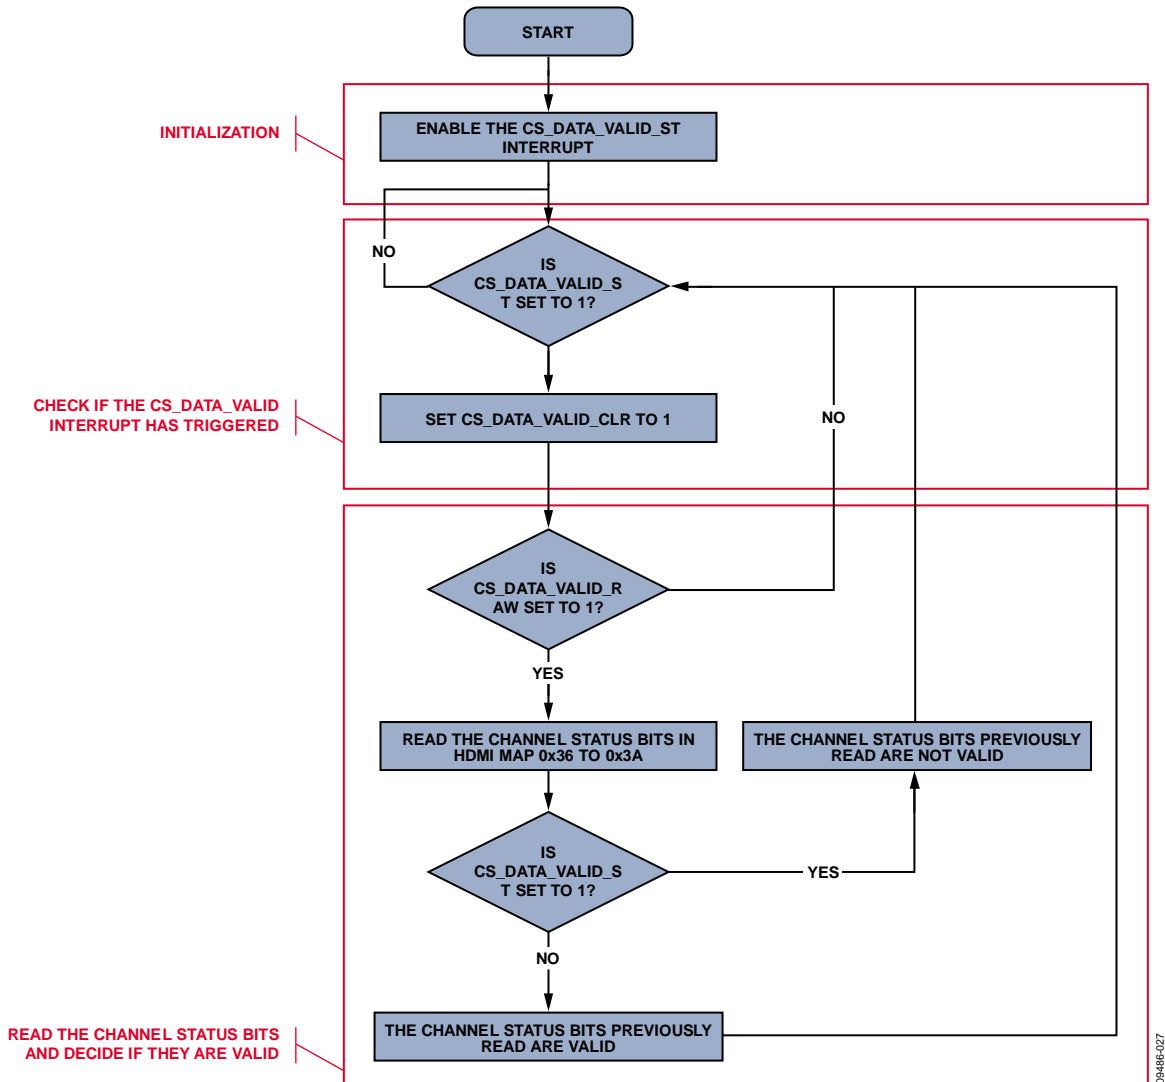 START
INITIALIZATION
ENABLE THE CS_DATA_VALID_ST
INTERRUPT
NO
IS
CS_DATA_VALID_S
T SET TO 1?
CHECK IF THE CS_DATA_VALID
INTERRUPT HAS TRIGGERED
SET CS_DATA_VALID_CLR TO 1
NO
IS
CS_DATA_VALID_R
AW SET TO 1?
YES
READ THE CHANNEL STATUS BITS IN
HDMI MAP 0x36 TO 0x3A
THE CHANNEL STATUS BITS PREVIOUSLY
READ ARE NOT VALID
IS
CS_DATA_VALID_S
T SET TO 1?
YES
NO
READ THE CHANNEL STATUS BITS
AND DECIDE IF THEY ARE VALID
THE CHANNEL STATUS BITS PREVIOUSLY
READ ARE VALID
09486-027